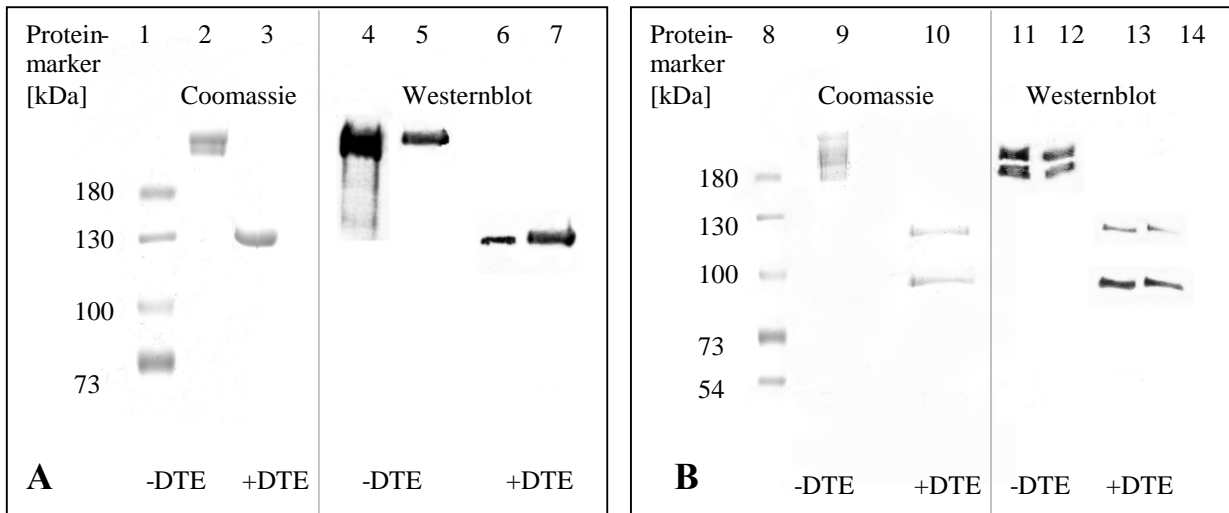 Protein-
marker
[kDa]
1 2 3 4 5 6 7
Coomassie Westernblot
180
130
100
73
A -DTE +DTE -DTE +DTE
Protein-
marker
[kDa]
8 9 10 11 12 13 14
Coomassie Westernblot
180
130
100
73
54
B -DTE +DTE -DTE +DTE